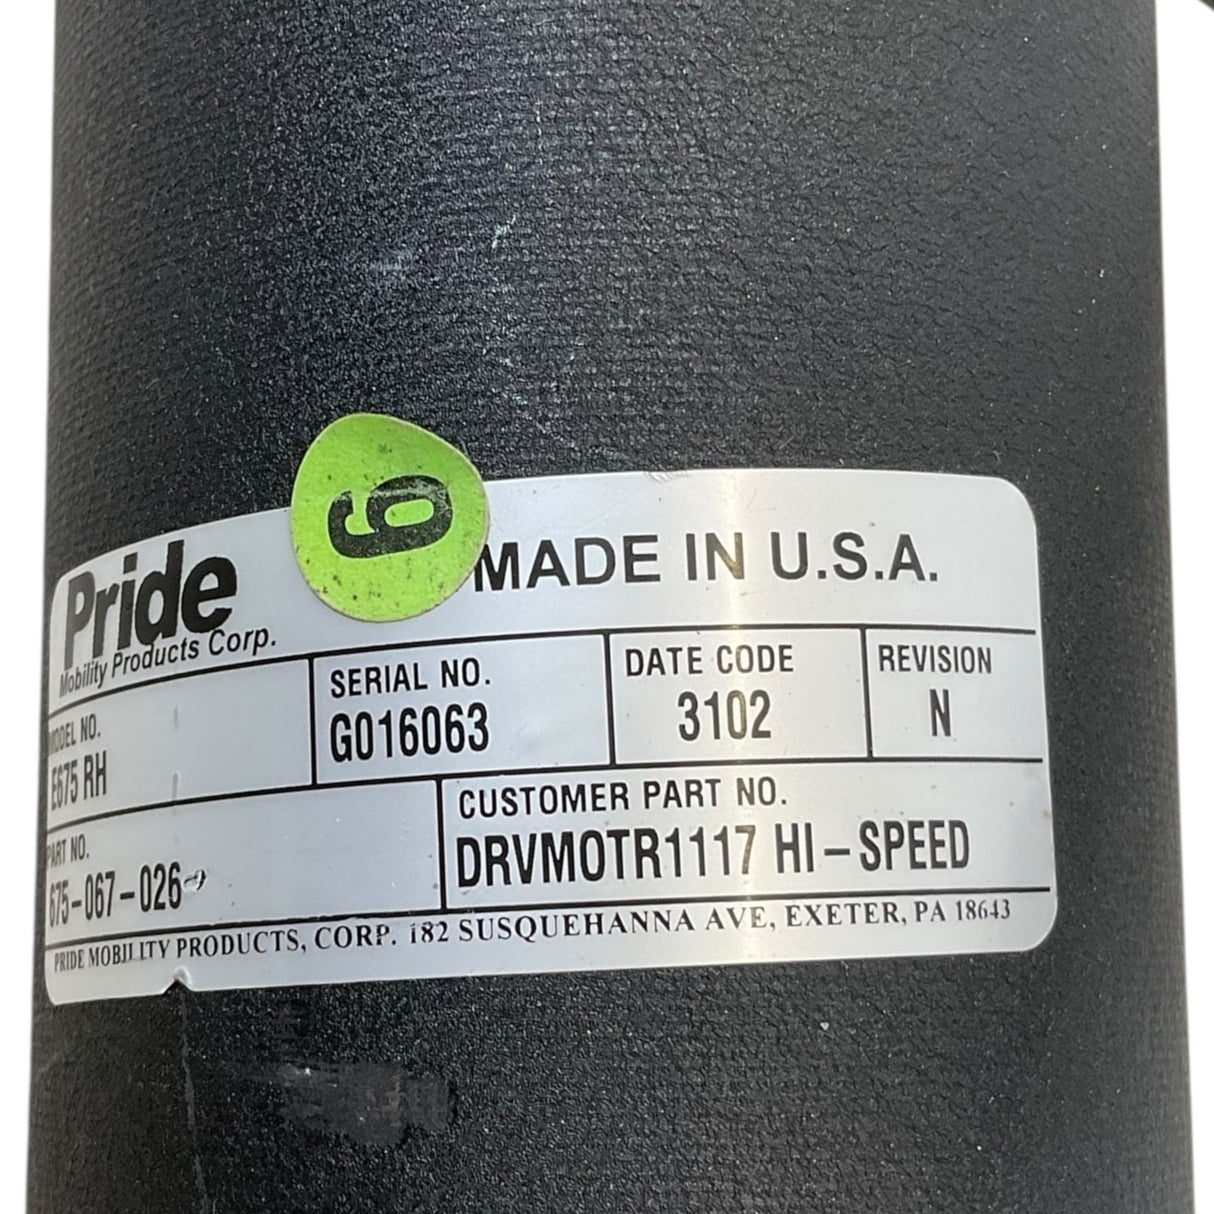 6
Pride
Mobility Products Corp.
MADE IN U.S.A.
MODEL NO.
E675 RH
SERIAL NO.
G016063
DATE CODE
3102
REVISION
N
PART NO.
675-067-026
CUSTOMER PART NO.
DRVMOTR1117 HI-SPEED
PRIDE MOBILITY PRODUCTS, CORP. 182 SUSQUEHANNA AVE, EXETER, PA 18643